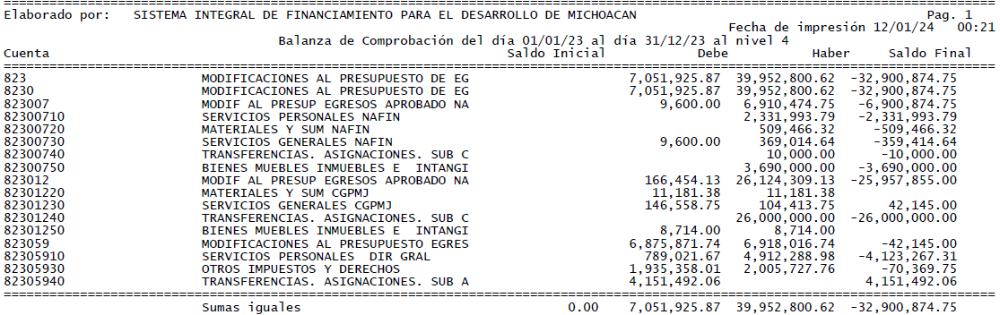 Elaborado por: SISTEMA INTEGRAL DE FINANCIAMIENTO PARA EL DESARROLLO DE MICHOACAN Pag. 1
Fecha de impresión 12/01/24 00:21
Balanza de Comprobación del día 01/01/23 al día 31/12/23 al nivel 4
Cuenta Saldo Inicial Debe Haber Saldo Final
823 MODIFICACIONES AL PRESUPUESTO DE EG 7,051,925.87 39,952,800.62 -32,900,874.75
8230 MODIFICACIONES AL PRESUPUESTO DE EG 7,051,925.87 39,952,800.62 -32,900,874.75
823007 MODIF AL PRESUP EGRESOS APROBADO NA 9,600.00 6,910,474.75 -6,900,874.75
82300710 SERVICIOS PERSONALES NAFIN 2,331,993.79 -2,331,993.79
82300720 MATERIALES Y SUM NAFIN 509,466.32 -509,466.32
82300730 SERVICIOS GENERALES NAFIN 9,600.00 369,014.64 -359,414.64
82300740 TRANSFERENCIAS. ASIGNACIONES. SUB C 10,000.00 -10,000.00
82300750 BIENES MUEBLES INMUEBLES E INTANGI 3,690,000.00 -3,690,000.00
823012 MODIF AL PRESUP EGRESOS APROBADO NA 166,454.13 26,124,309.13 -25,957,855.00
82301220 MATERIALES Y SUM CGPMJ 11,181.38 11,181.38
82301230 SERVICIOS GENERALES CGPMJ 146,558.75 104,413.75 42,145.00
82301240 TRANSFERENCIAS. ASIGNACIONES. SUB C 26,000,000.00 -26,000,000.00
82301250 BIENES MUEBLES INMUEBLES E INTANGI 8,714.00 8,714.00
823059 MODIFICACIONES AL PRESUPUESTO EGRES 6,875,871.74 6,918,016.74 -42,145.00
82305910 SERVICIOS PERSONALES DIR GRAL 789,021.67 4,912,288.98 -4,123,267.31
82305930 OTROS IMPUESTOS Y DERECHOS 1,935,358.01 2,005,727.76 -70,369.75
82305940 TRANSFERENCIAS. ASIGNACIONES. SUB A 4,151,492.06 4,151,492.06
Sumas iguales 0.00 7,051,925.87 39,952,800.62 -32,900,874.75